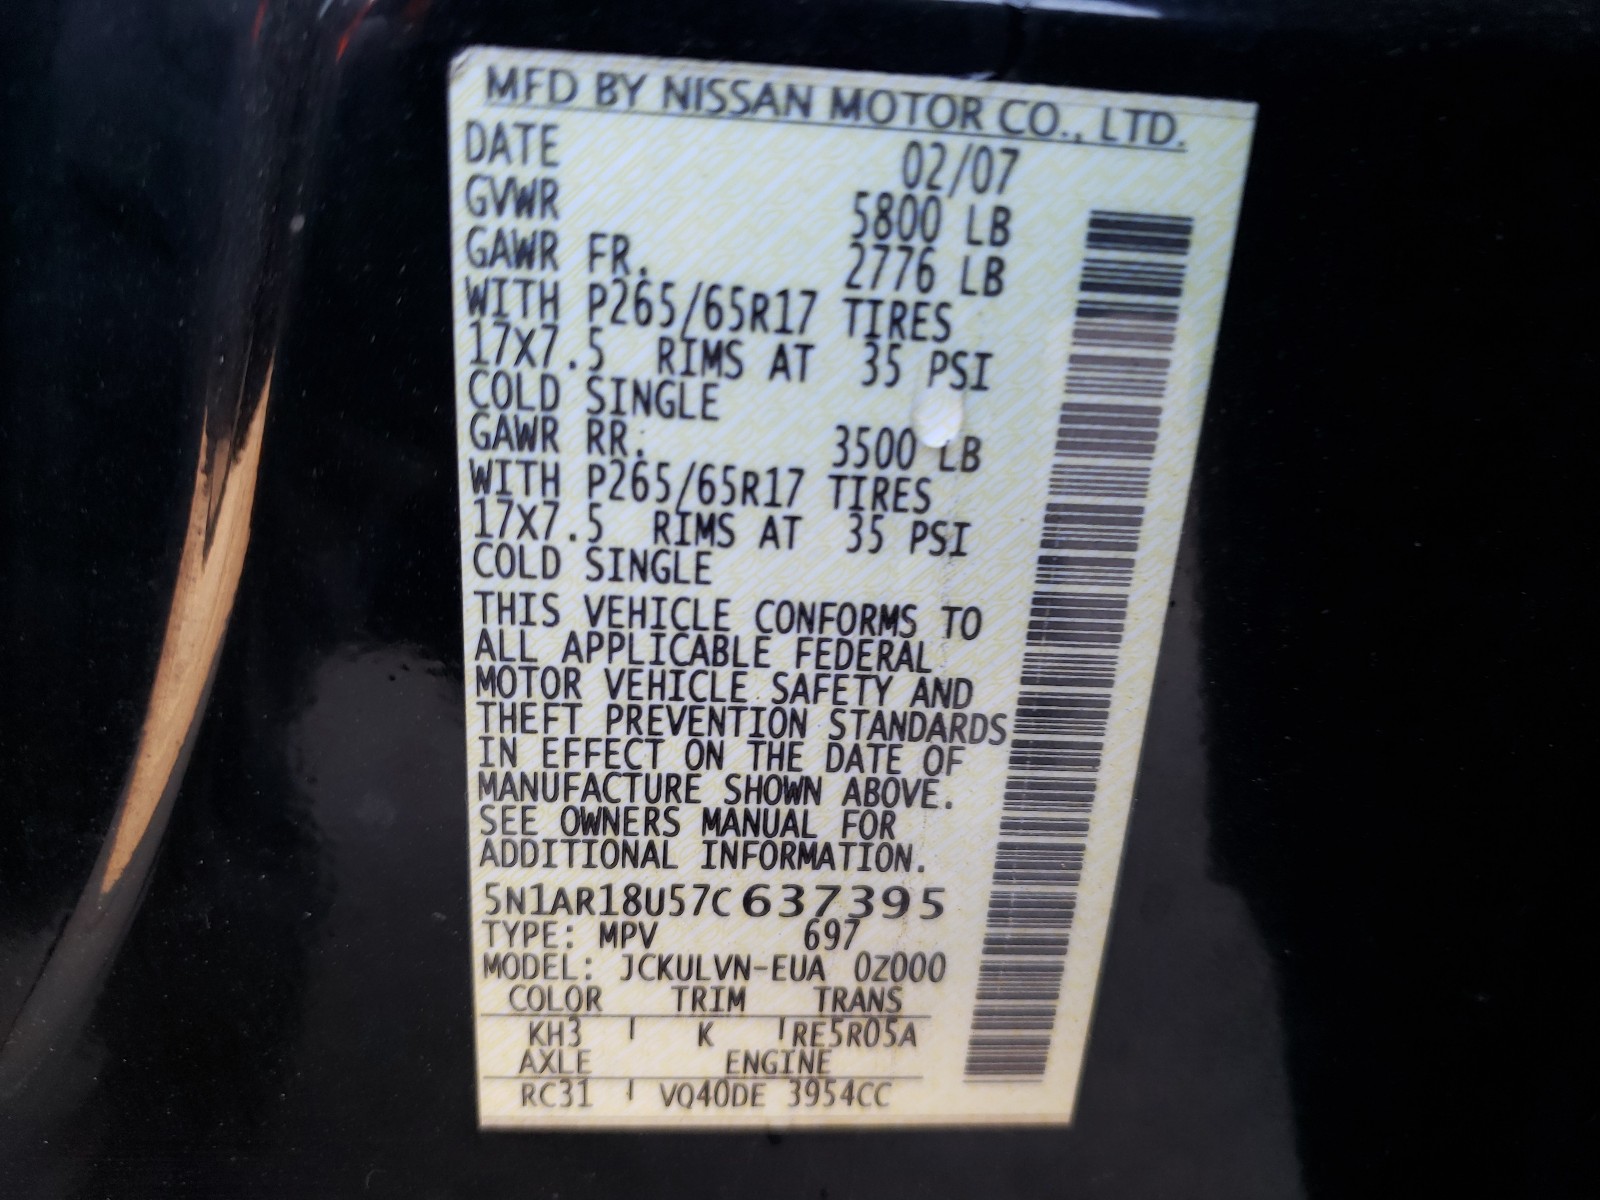 MFD BY NISSAN MOTOR CO., LTD.
DATE 02/07
GVWR 5800 LB
GAWR FR. 2776 LB
WITH P265/65R17 TIRES
17X7.5 RIMS AT 35 PSI
COLD SINGLE
GAWR RR. 3500 LB
WITH P265/65R17 TIRES
17X7.5 RIMS AT 35 PSI
COLD SINGLE
THIS VEHICLE CONFORMS TO
ALL APPLICABLE FEDERAL
MOTOR VEHICLE SAFETY AND
THEFT PREVENTION STANDARDS
IN EFFECT ON THE DATE OF
MANUFACTURE SHOWN ABOVE.
SEE OWNERS MANUAL FOR
ADDITIONAL INFORMATION.
5N1AR18U57C637395
TYPE: MPV 697
MODEL: JCKULVN-EUA 0Z000
COLOR TRIM TRANS
KH3 K RE5R05A
AXLE ENGINE
RC31 VQ40DE 3954CC